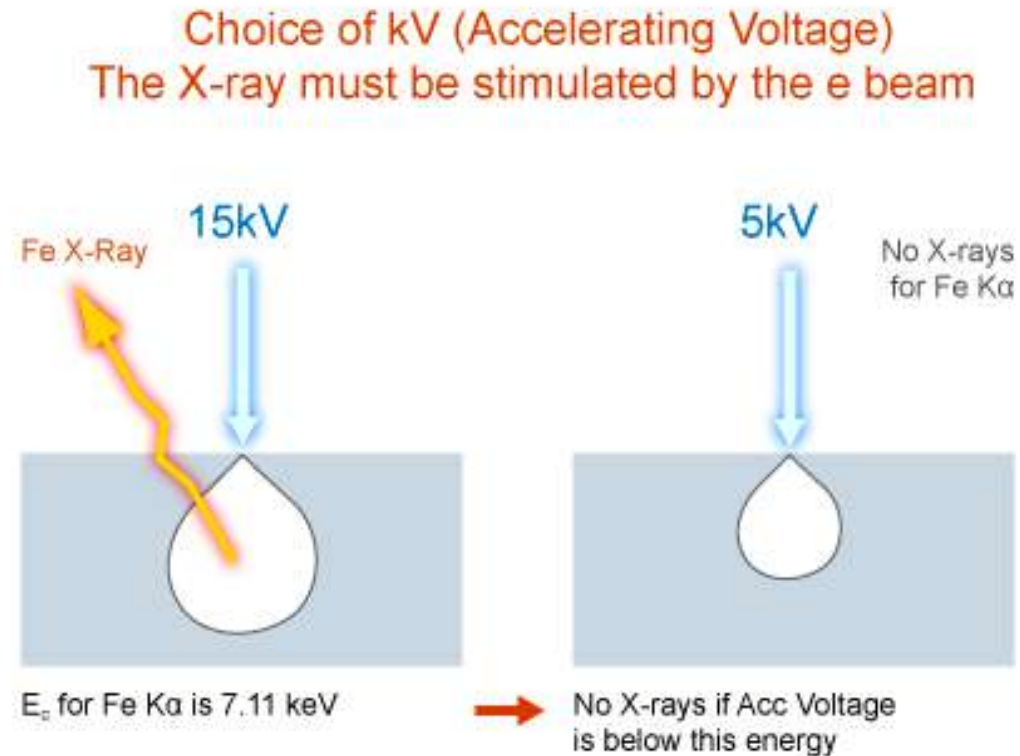 Choice of kV (Accelerating Voltage)
The X-ray must be stimulated by the e beam
15kV
Fe X-Ray
5kV
No X-rays
for Fe Kα
E꜀ for Fe Kα is 7.11 keV
No X-rays if Acc Voltage
is below this energy